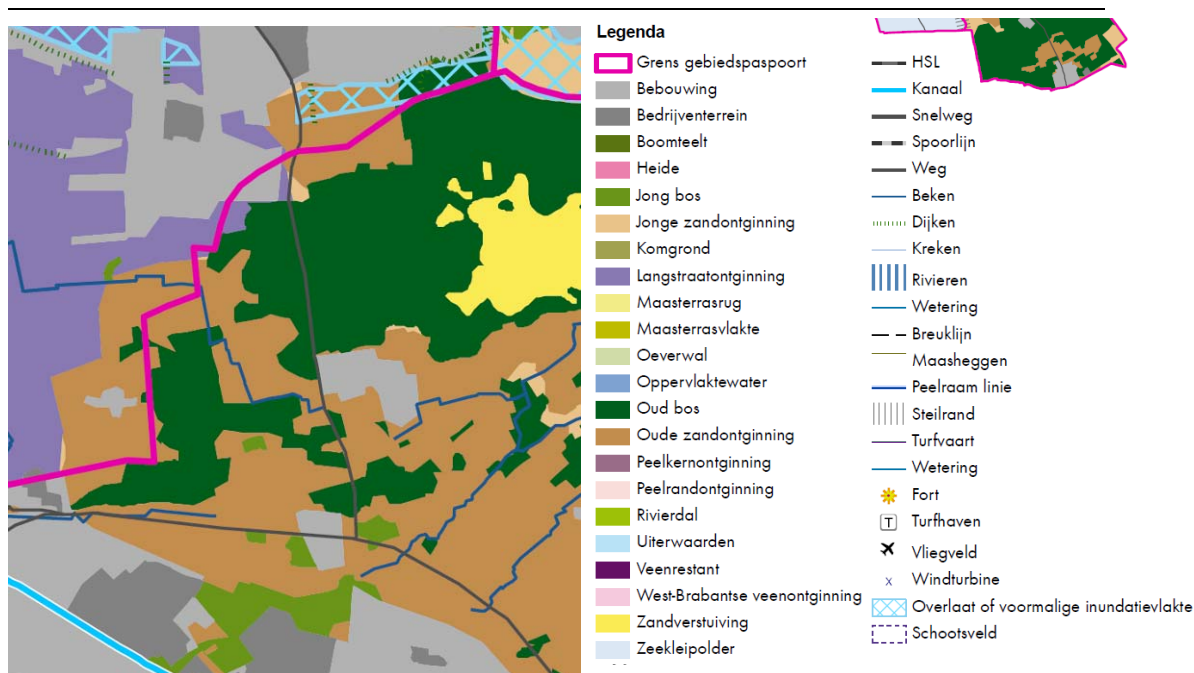 Legenda
Grens gebiedspaspoort
Bebouwing
Bedrijventerrein
Boomteelt
Heide
Jong bos
Jonge zandontginning
Komgrond
Langstraatontginning
Maasterrasrug
Maasterrasvlakte
Oeverwal
Oppervlaktewater
Oud bos
Oude zandontginning
Peelkernontginning
Peelrandontginning
Rivierdal
Uiterwaarden
Veenrestant
West-Brabantse veenontginning
Zandverstuiving
Zeekleipolder
HSL
Kanaal
Snelweg
Spoorlijn
Weg
Beken
Dijken
Kreken
Rivieren
Wetering
Breuklijn
Maasheggen
Peelraam linie
Steilrand
Turfvaart
Wetering
Fort
T Turfhaven
Vliegveld
x Windturbine
Overlaat of voormalige inundatievlakte
Schootsveld